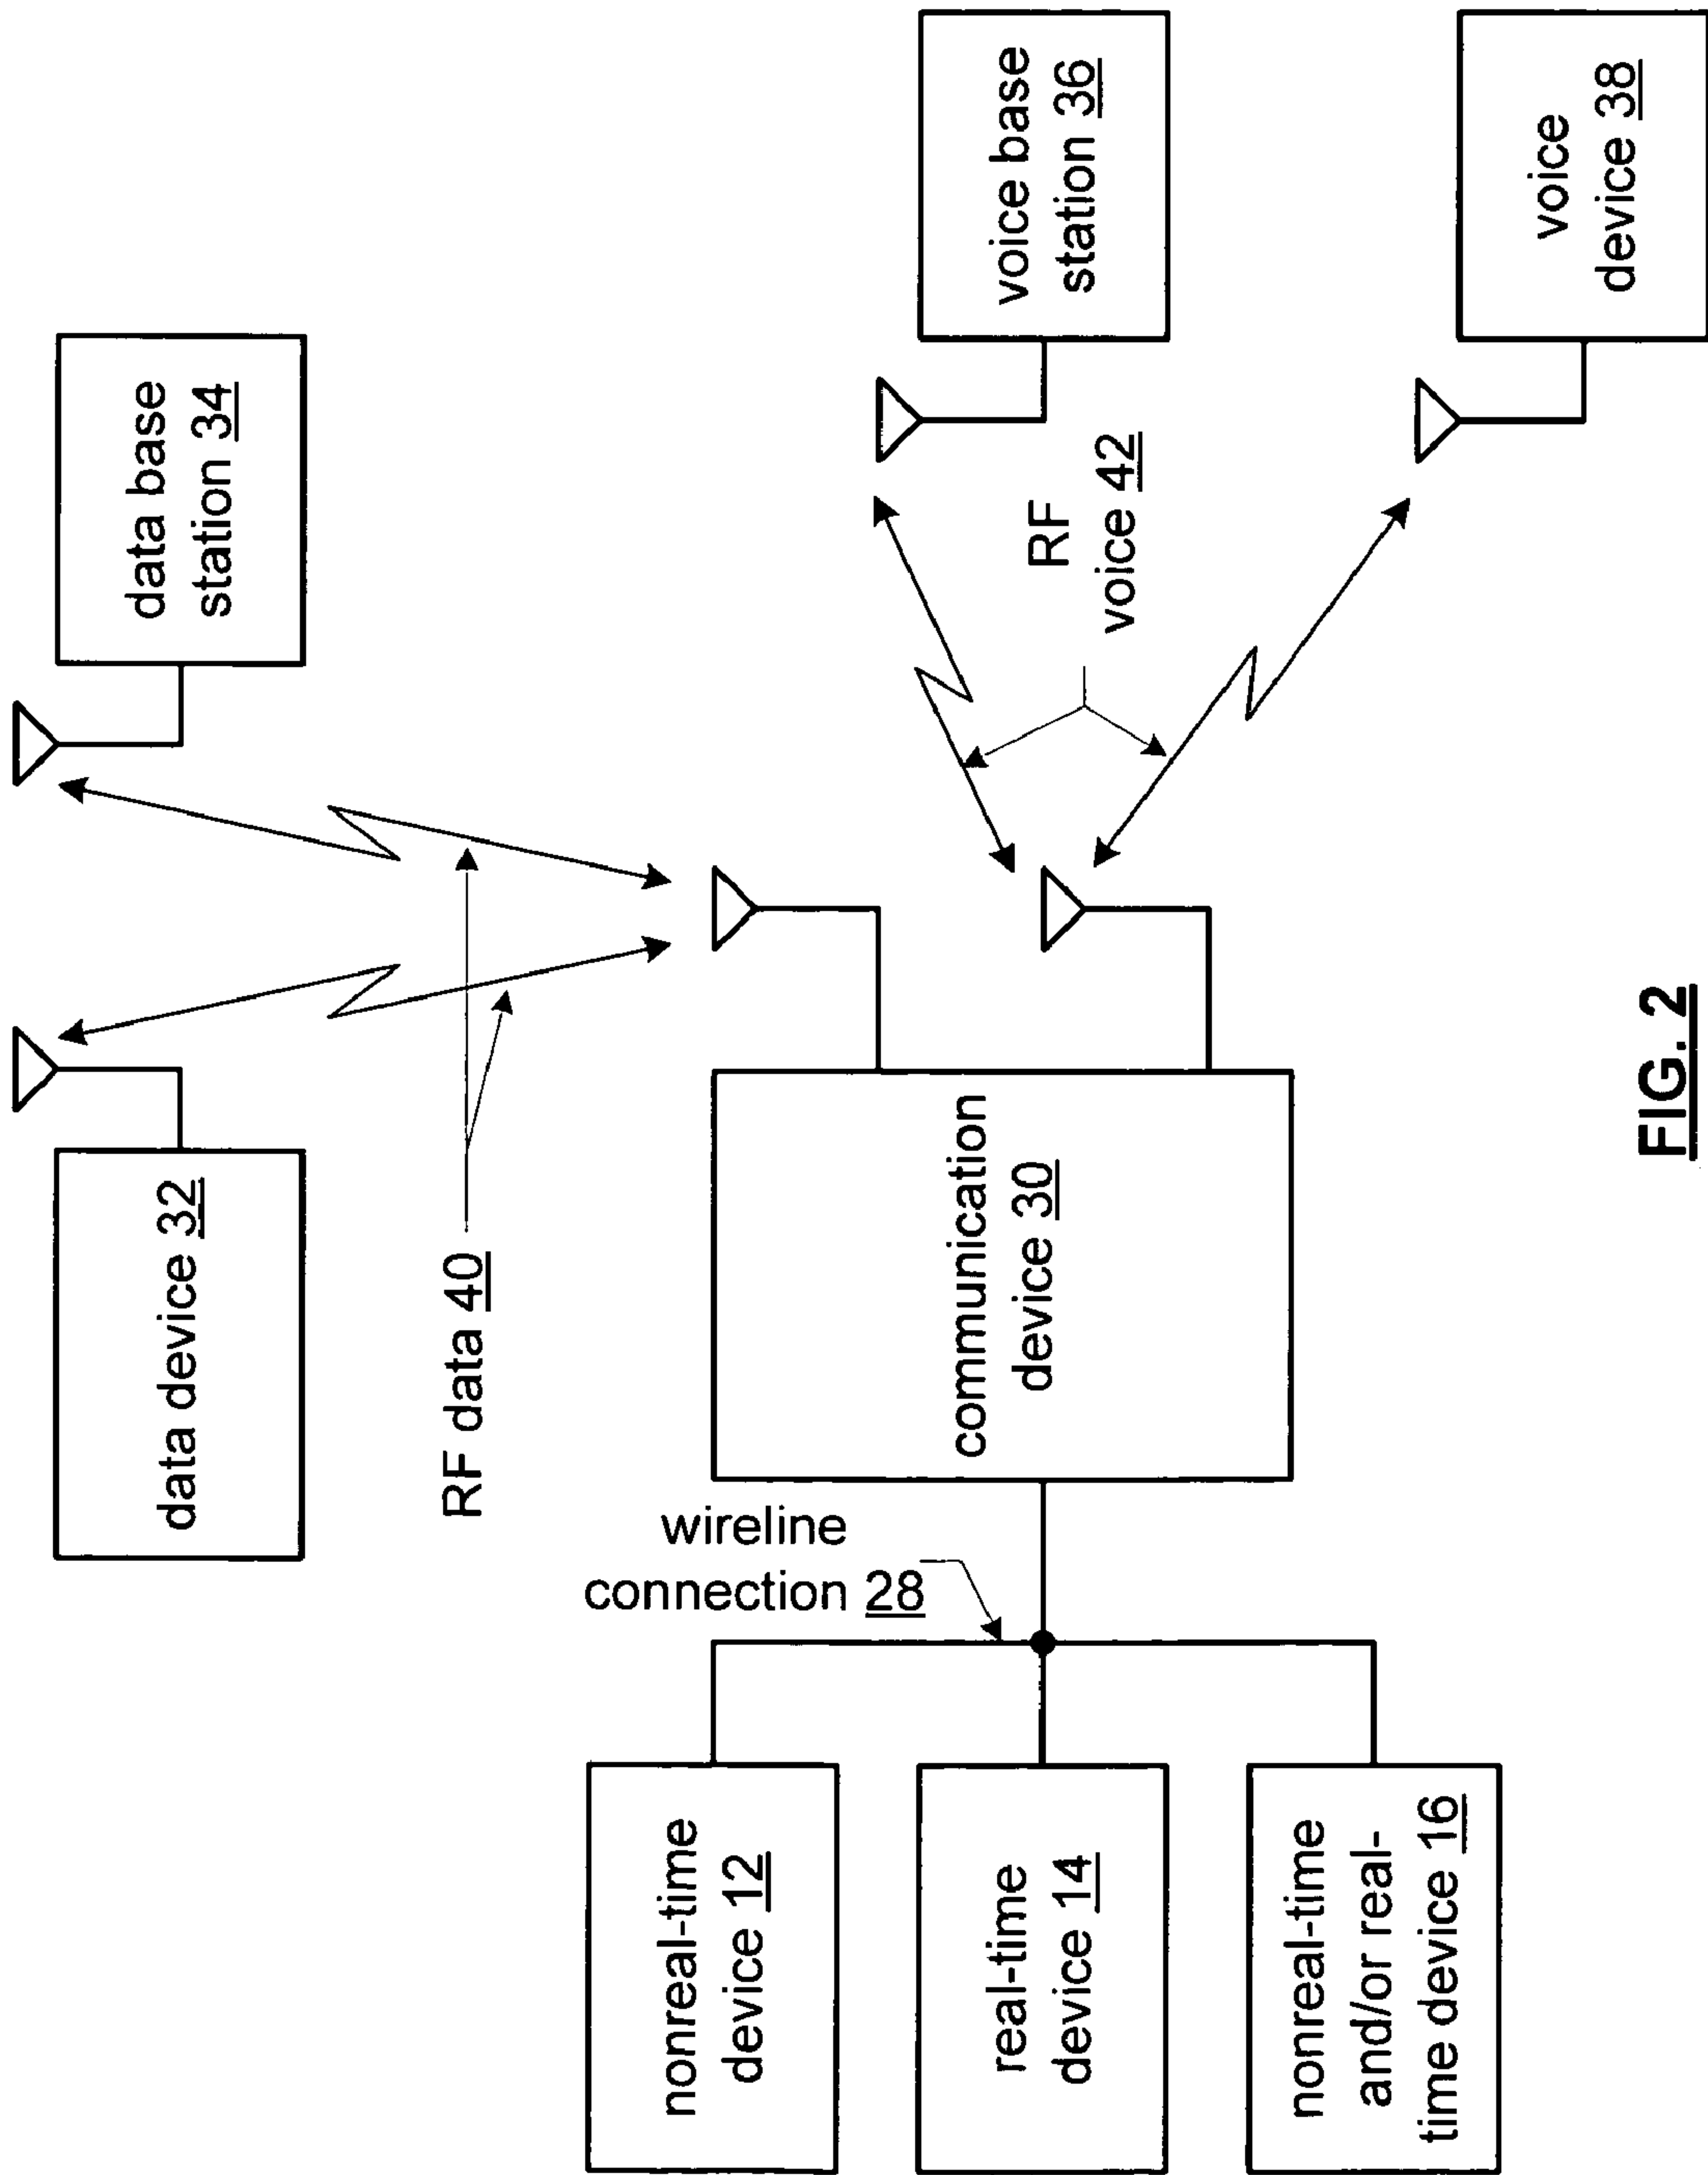 data device 32
data base
station 34
RF data 40
wireline
connection 28
nonreal-time
device 12
communication
device 30
RF
voice 42
voice base
station 36
real-time
device 14
nonreal-time
and/or real-
time device 16
voice
device 38
FIG. 2